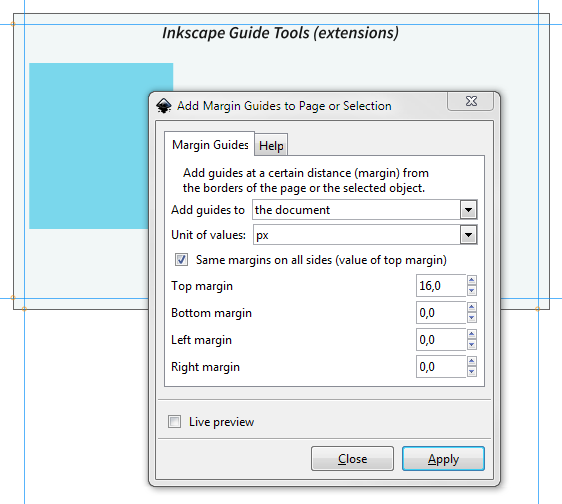 Inkscape Guide Tools (extensions)
Add Margin Guides to Page or Selection
Margin Guides Help
Add guides at a certain distance (margin) from
the borders of the page or the selected object.
Add guides to the document
Unit of values: px
Same margins on all sides (value of top margin)
Top margin 16,0
Bottom margin 0,0
Left margin 0,0
Right margin 0,0
Live preview
Close Apply